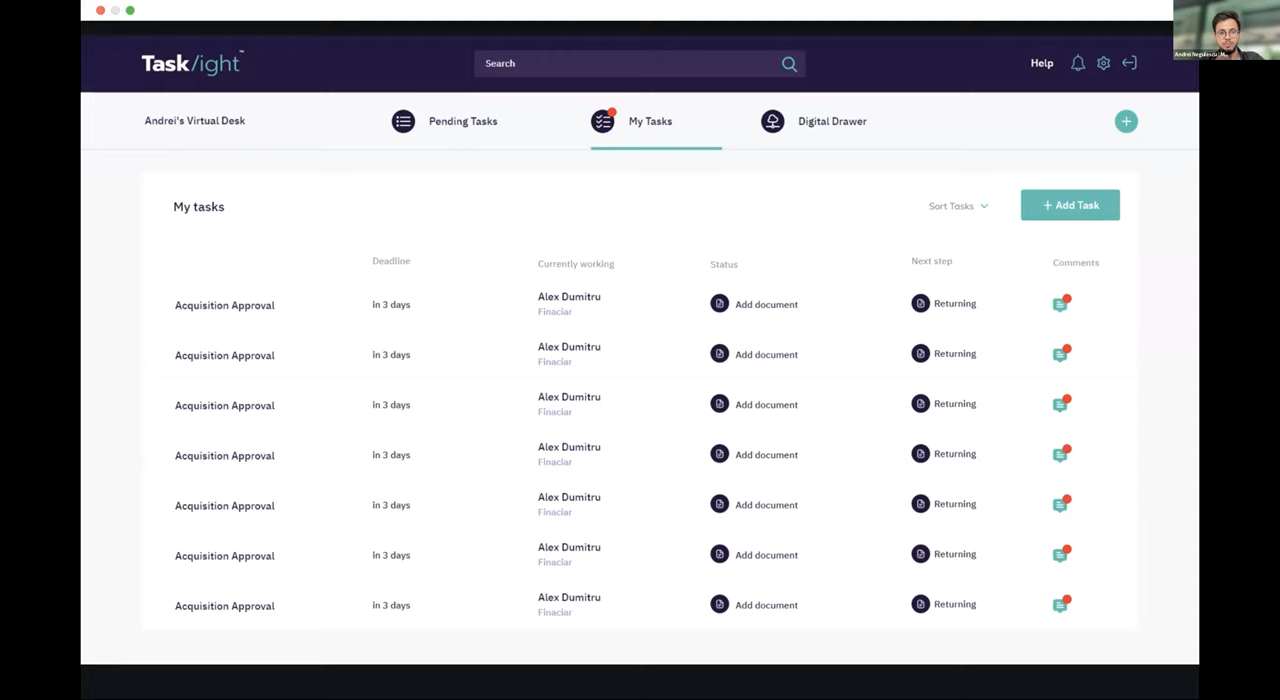 Andrei Negulescu | M...
Task/ight™
Search
Help
Andrei's Virtual Desk
Pending Tasks
My Tasks
Digital Drawer
My tasks
Sort Tasks
+ Add Task
Deadline
Currently working
Status
Next step
Comments
Acquisition Approval
in 3 days
Alex Dumitru
Finaciar
Add document
Returning
Acquisition Approval
in 3 days
Alex Dumitru
Finaciar
Add document
Returning
Acquisition Approval
in 3 days
Alex Dumitru
Finaciar
Add document
Returning
Acquisition Approval
in 3 days
Alex Dumitru
Finaciar
Add document
Returning
Acquisition Approval
in 3 days
Alex Dumitru
Finaciar
Add document
Returning
Acquisition Approval
in 3 days
Alex Dumitru
Finaciar
Add document
Returning
Acquisition Approval
in 3 days
Alex Dumitru
Finaciar
Add document
Returning